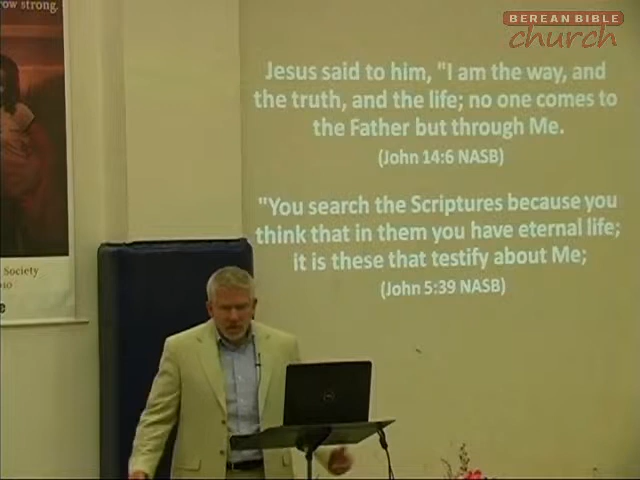 ow strong.
BEREAN BIBLE
church
Jesus said to him, "I am the way, and
the truth, and the life; no one comes to
the Father but through Me.
(John 14:6 NASB)
"You search the Scriptures because you
think that in them you have eternal life;
it is these that testify about Me;
(John 5:39 NASB)
Society
DELL